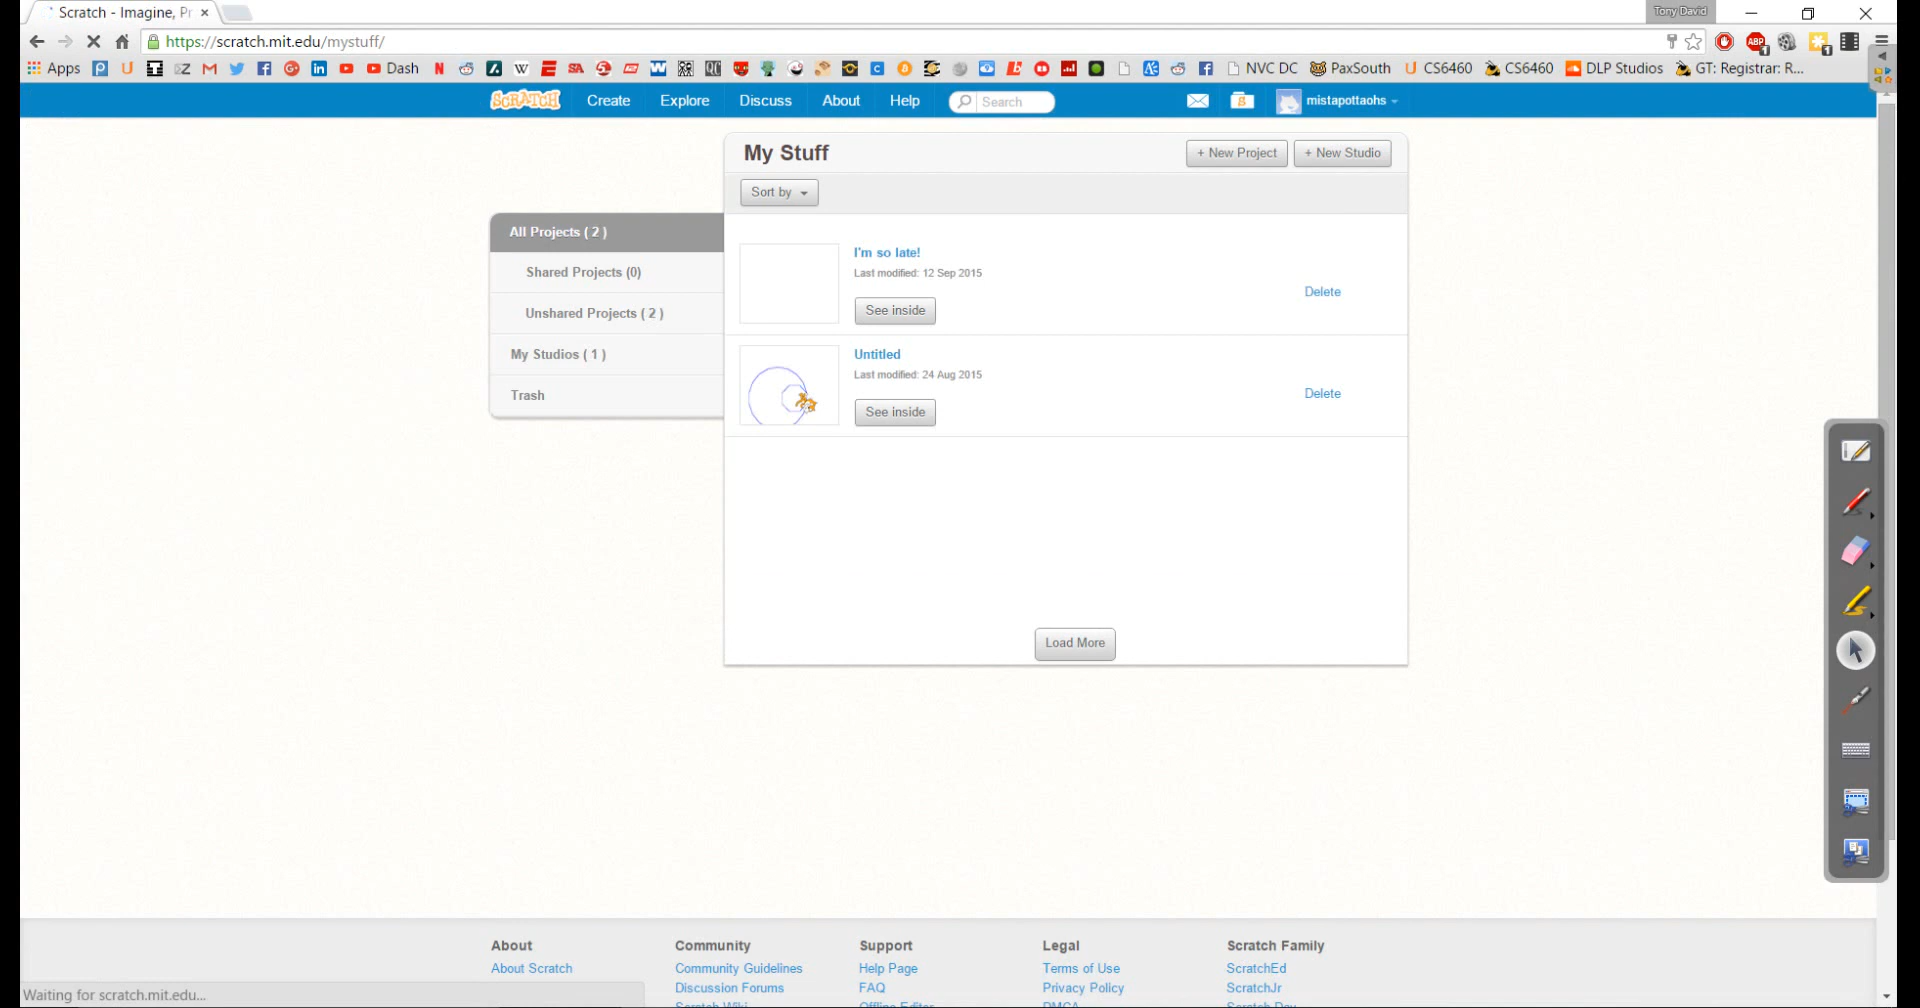 Scratch - Imagine, Pr
Tony David
https://scratch.mit.edu/mystuff/
ABP
1
1
Apps
Dash
NVC DC
PaxSouth
CS6460
CS6460
DLP Studios
GT: Registrar: R...
SCRATCH
Create
Explore
Discuss
About
Help
Search
mistapottaohs
My Stuff
+ New Project
+ New Studio
Sort by
All Projects ( 2 )
Shared Projects (0)
Unshared Projects ( 2 )
My Studios ( 1 )
Trash
I'm so late!
Last modified: 12 Sep 2015
See inside
Delete
Untitled
Last modified: 24 Aug 2015
See inside
Delete
Load More
About
About Scratch
Community
Community Guidelines
Discussion Forums
Scratch Wiki
Support
Help Page
FAQ
Offline Editor
Legal
Terms of Use
Privacy Policy
DMCA
Scratch Family
ScratchEd
ScratchJr
Scratch Day
Waiting for scratch.mit.edu...